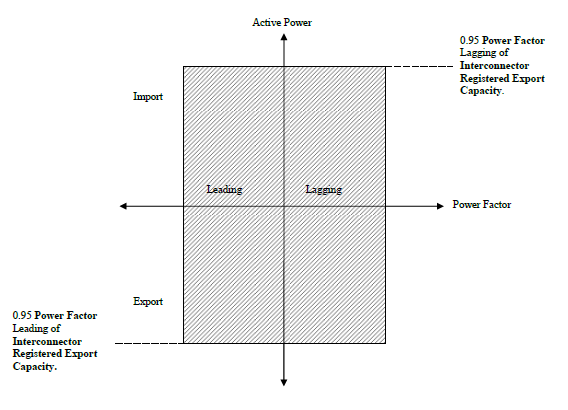 Active Power
0.95 Power Factor
Lagging of
Interconnector
Registered Export
Capacity.
Import
Leading
Lagging
Power Factor
Export
0.95 Power Factor
Leading of
Interconnector
Registered Export
Capacity.